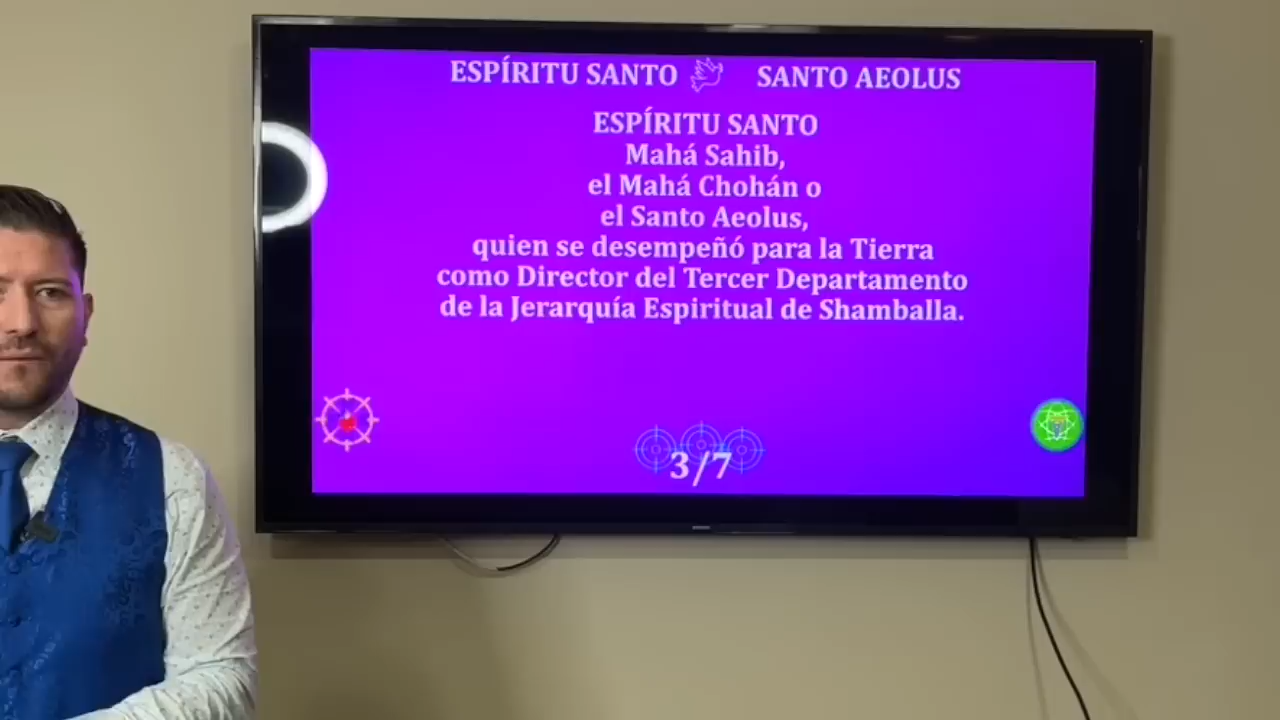 ESPÍRITU SANTO SANTO AEOLUS
ESPÍRITU SANTO
Mahá Sahib,
el Mahá Chohán o
el Santo Aeolus,
quien se desempeñó para la Tierra
como Director del Tercer Departamento
de la Jerarquía Espiritual de Shamballa.
3/7